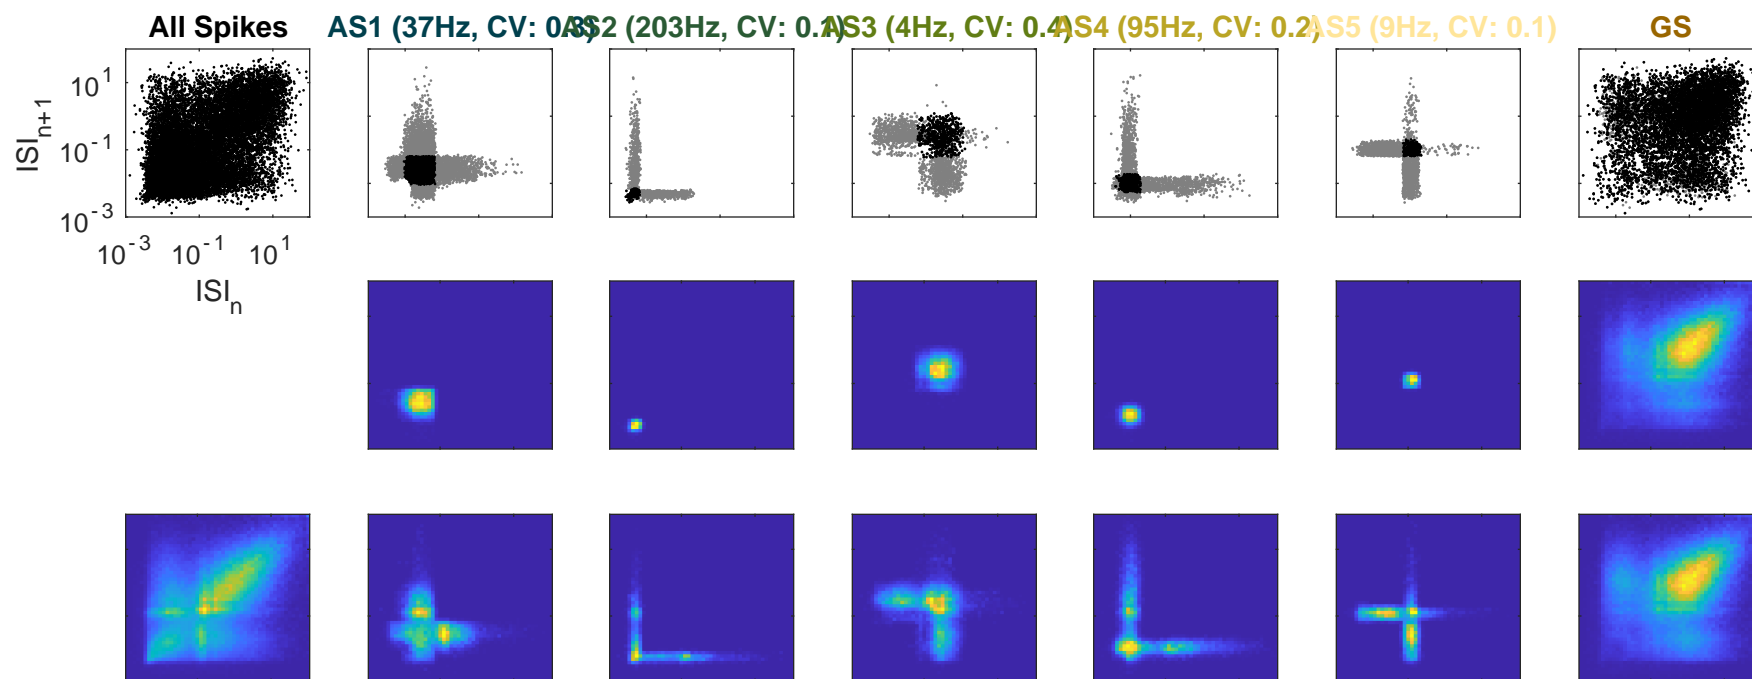 All Spikes
AS1 (37Hz, CV: 0.3)
AS2 (203Hz, CV: 0.1)
AS3 (4Hz, CV: 0.4)
AS4 (95Hz, CV: 0.2)
AS5 (9Hz, CV: 0.1)
GS
ISI_{n+1}
10^1
10^{-1}
10^{-3}
10^{-3} 10^{-1} 10^1
ISI_n